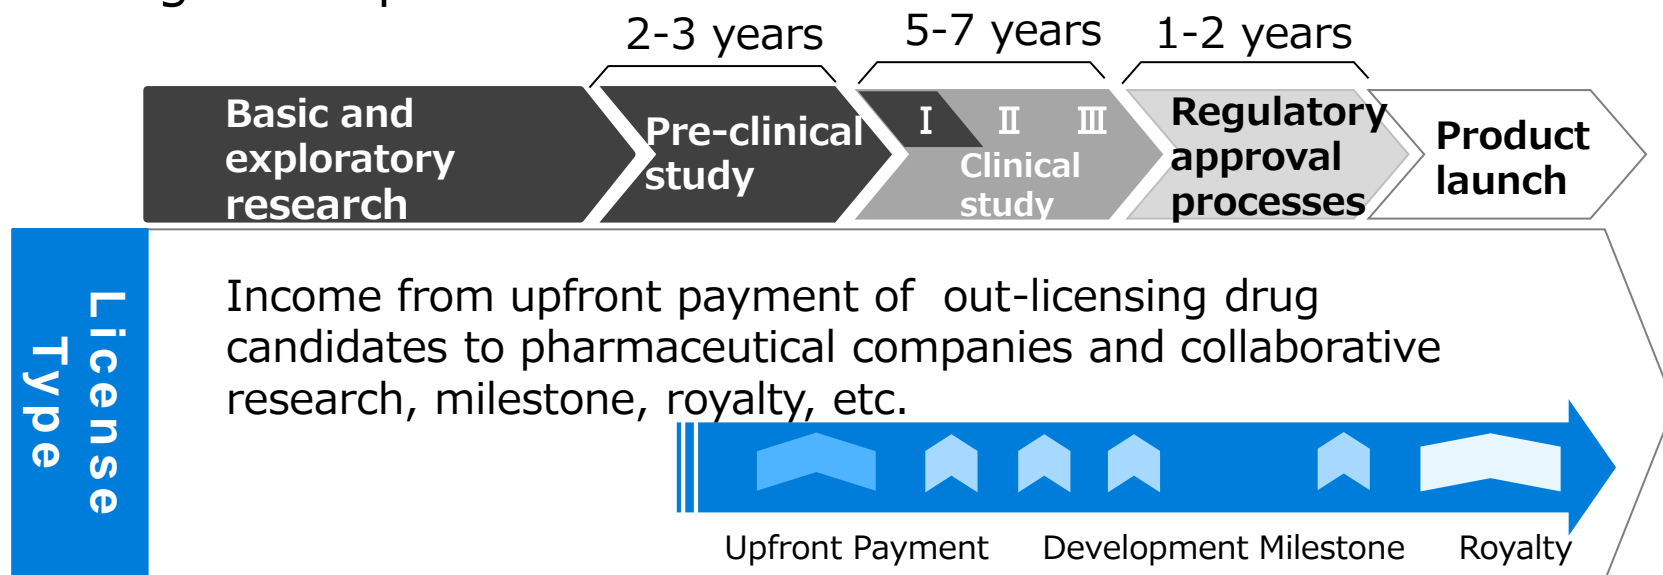 2-3 years
5-7 years
1-2 years
Basic and
exploratory
research
Pre-clinical
study
Ⅰ Ⅱ Ⅲ
Clinical
study
Regulatory
approval
processes
Product
launch
License
Type
Income from upfront payment of out-licensing drug
candidates to pharmaceutical companies and collaborative
research, milestone, royalty, etc.
Upfront Payment
Development Milestone
Royalty